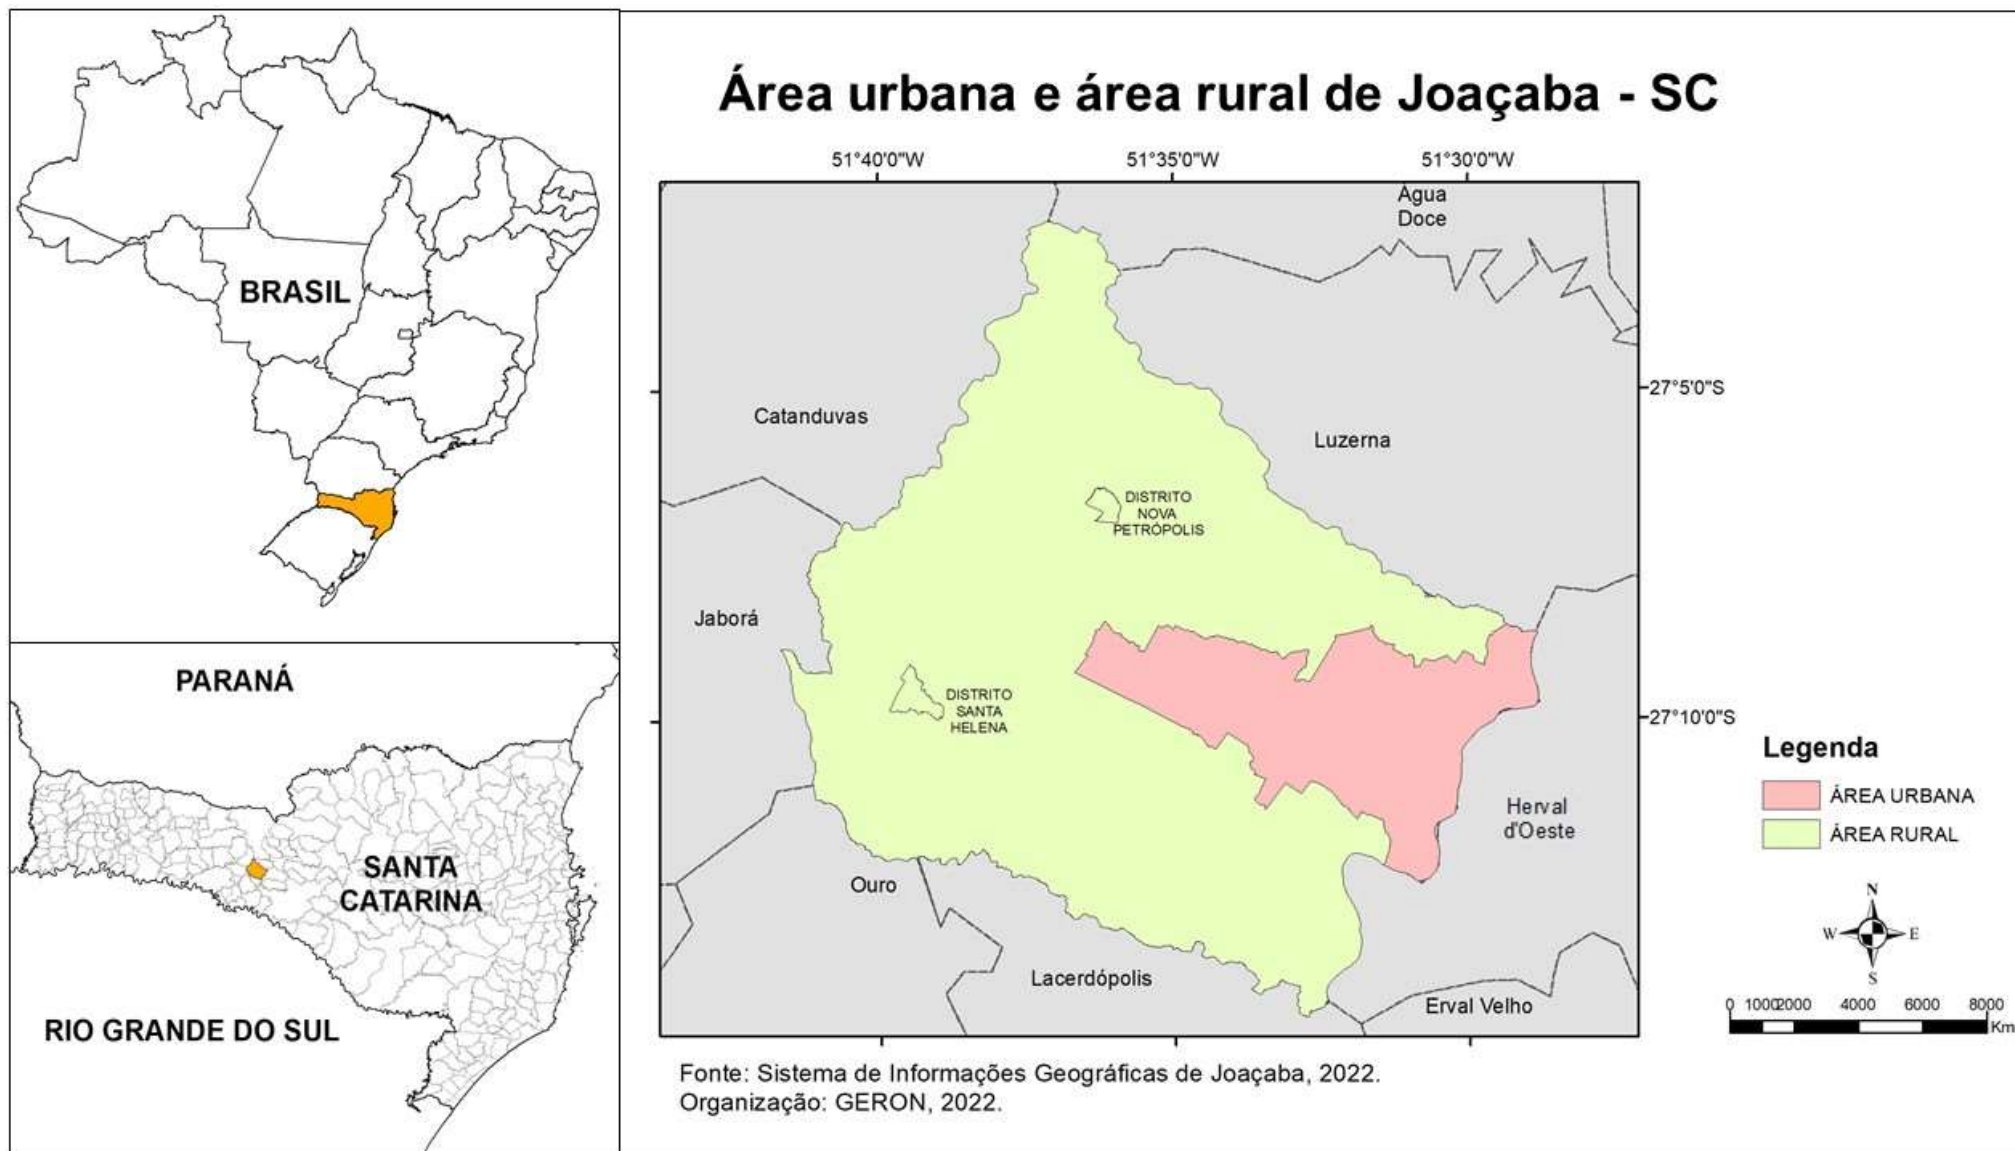 Área urbana e área rural de Joaçaba - SC
51°40'0"W 51°35'0"W 51°30'0"W
BRASIL
Agua
Doce
27°5'0"S
Catanduvas
Luzerna
DISTRITO
NOVA
PETRÓPOLIS
Jaborá
DISTRITO
SANTA
HELENA
27°10'0"S
PARANÁ
SANTA
CATARINA
RIO GRANDE DO SUL
Herval
d'Oeste
Ouro
Lacerdópolis
Erval Velho
Legenda
ÁREA URBANA
ÁREA RURAL
N
W E
S
0 1000 2000 4000 6000 8000
Km
Fonte: Sistema de Informações Geográficas de Joaçaba, 2022.
Organização: GERON, 2022.